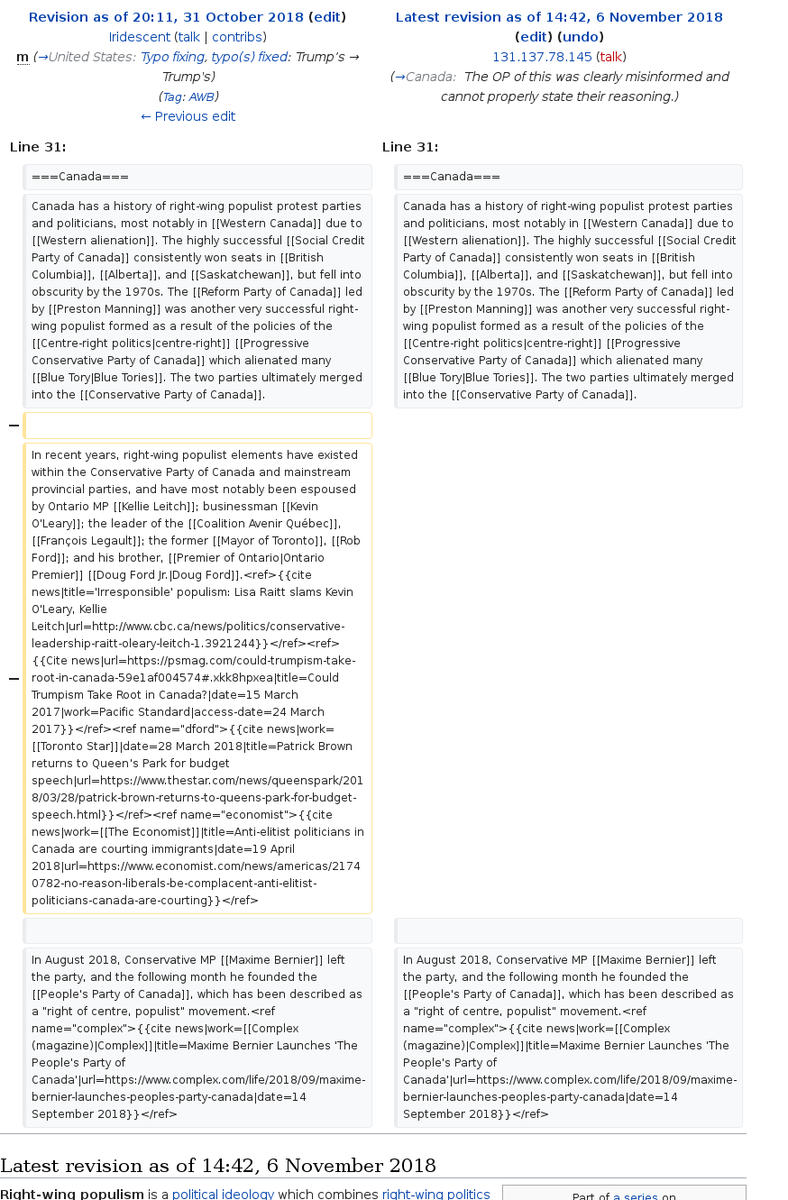 Revision as of 20:11, 31 October 2018 (edit)
Iridescent (talk | contribs)
m (→United States: Typo fixing, typo(s) fixed: Trump’s →
Trump's)
(Tag: AWB)
← Previous edit
Latest revision as of 14:42, 6 November 2018
(edit) (undo)
131.137.78.145 (talk)
(→Canada: The OP of this was clearly misinformed and
cannot properly state their reasoning.)
Line 31:
Line 31:
===Canada===
===Canada===
Canada has a history of right-wing populist protest parties
and politicians, most notably in [[Western Canada]] due to
[[Western alienation]]. The highly successful [[Social Credit
Party of Canada]] consistently won seats in [[British
Columbia]], [[Alberta]], and [[Saskatchewan]], but fell into
obscurity by the 1970s. The [[Reform Party of Canada]] led
by [[Preston Manning]] was another very successful right-
wing populist formed as a result of the policies of the
[[Centre-right politics|centre-right]] [[Progressive
Conservative Party of Canada]] which alienated many
[[Blue Tory|Blue Tories]]. The two parties ultimately merged
into the [[Conservative Party of Canada]].
Canada has a history of right-wing populist protest parties
and politicians, most notably in [[Western Canada]] due to
[[Western alienation]]. The highly successful [[Social Credit
Party of Canada]] consistently won seats in [[British
Columbia]], [[Alberta]], and [[Saskatchewan]], but fell into
obscurity by the 1970s. The [[Reform Party of Canada]] led
by [[Preston Manning]] was another very successful right-
wing populist formed as a result of the policies of the
[[Centre-right politics|centre-right]] [[Progressive
Conservative Party of Canada]] which alienated many
[[Blue Tory|Blue Tories]]. The two parties ultimately merged
into the [[Conservative Party of Canada]].
−
−
In recent years, right-wing populist elements have existed
within the Conservative Party of Canada and mainstream
provincial parties, and have most notably been espoused
by Ontario MP [[Kellie Leitch]]; businessman [[Kevin
O'Leary]]; the leader of the [[Coalition Avenir Québec]],
[[François Legault]]; the former [[Mayor of Toronto]], [[Rob
Ford]]; and his brother, [[Premier of Ontario|Ontario
Premier]] [[Doug Ford Jr.|Doug Ford]].<ref>{{cite
news|title='Irresponsible' populism: Lisa Raitt slams Kevin
O'Leary, Kellie
Leitch|url=http://www.cbc.ca/news/politics/conservative-
leadership-raitt-oleary-leitch-1.3921244}}</ref><ref>
{{Cite news|url=https://psmag.com/could-trumpism-take-
root-in-canada-59e1af004574#.xkk8hpxea|title=Could
Trumpism Take Root in Canada?|date=15 March
2017|work=Pacific Standard|access-date=24 March
2017}}</ref><ref name="dford">{{cite news|work=
[[Toronto Star]]|date=28 March 2018|title=Patrick Brown
returns to Queen's Park for budget
speech|url=https://www.thestar.com/news/queenspark/201
8/03/28/patrick-brown-returns-to-queens-park-for-budget-
speech.html}}</ref><ref name="economist">{{cite
news|work=[[The Economist]]|title=Anti-elitist politicians in
Canada are courting immigrants|date=19 April
2018|url=https://www.economist.com/news/americas/2174
0782-no-reason-liberals-be-complacent-anti-elitist-
politicians-canada-are-courting}}</ref>
In August 2018, Conservative MP [[Maxime Bernier]] left
the party, and the following month he founded the
[[People's Party of Canada]], which has been described as
a "right of centre, populist" movement.<ref
name="complex">{{cite news|work=[[Complex
(magazine)|Complex]]|title=Maxime Bernier Launches 'The
People's Party of
Canada'|url=https://www.complex.com/life/2018/09/maxime-
bernier-launches-peoples-party-canada|date=14
September 2018}}</ref>
In August 2018, Conservative MP [[Maxime Bernier]] left
the party, and the following month he founded the
[[People's Party of Canada]], which has been described as
a "right of centre, populist" movement.<ref
name="complex">{{cite news|work=[[Complex
(magazine)|Complex]]|title=Maxime Bernier Launches 'The
People's Party of
Canada'|url=https://www.complex.com/life/2018/09/maxime-
bernier-launches-peoples-party-canada|date=14
September 2018}}</ref>
Latest revision as of 14:42, 6 November 2018
Right-wing populism is a political ideology which combines right-wing politics
Part of a series on